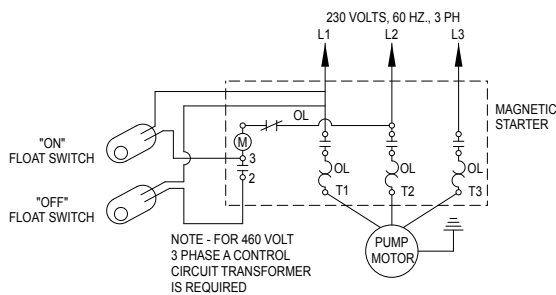 230 VOLTS, 60 HZ., 3 PH
L1 L2 L3
OL
MAGNETIC
STARTER
M
"ON"
FLOAT SWITCH
3
2
OL OL OL
T1 T2 T3
"OFF"
FLOAT SWITCH
NOTE - FOR 460 VOLT
3 PHASE A CONTROL
CIRCUIT TRANSFORMER
IS REQUIRED
PUMP
MOTOR